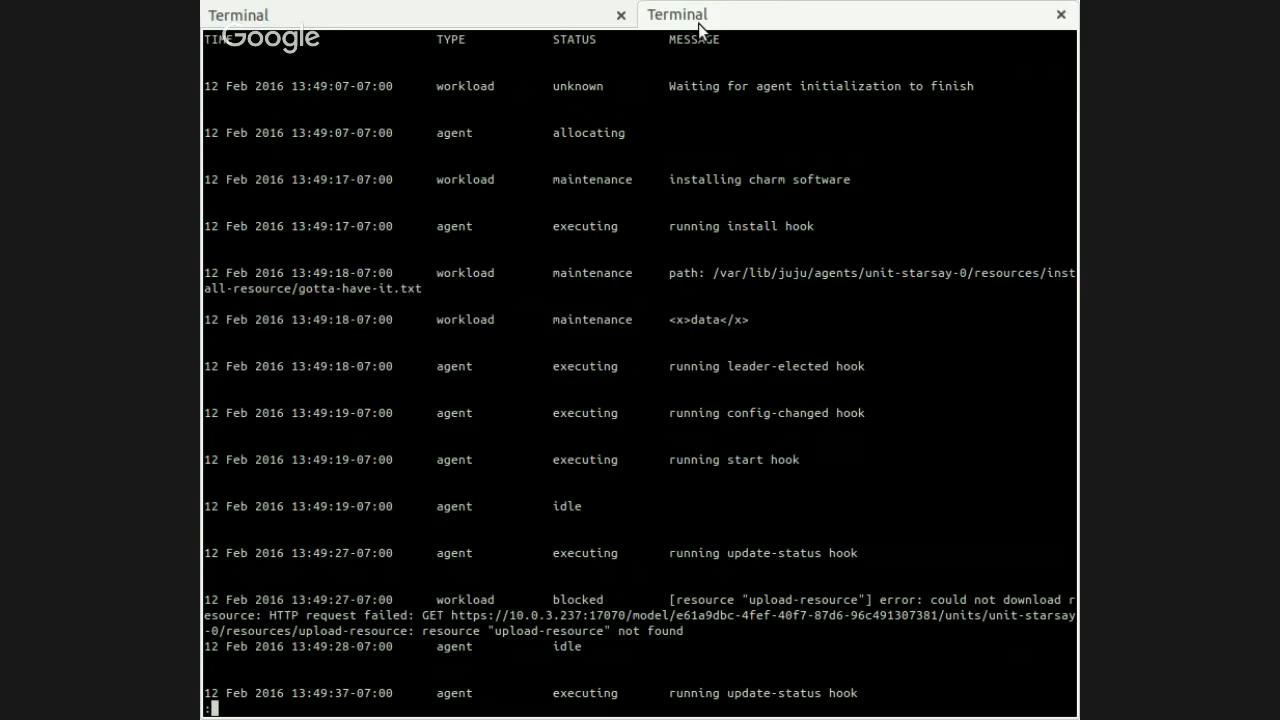 Terminal
Terminal
Google
TIME TYPE STATUS MESSAGE
12 Feb 2016 13:49:07-07:00 workload unknown Waiting for agent initialization to finish
12 Feb 2016 13:49:07-07:00 agent allocating
12 Feb 2016 13:49:17-07:00 workload maintenance installing charm software
12 Feb 2016 13:49:17-07:00 agent executing running install hook
12 Feb 2016 13:49:18-07:00 workload maintenance path: /var/lib/juju/agents/unit-starsay-0/resources/inst
all-resource/gotta-have-it.txt
12 Feb 2016 13:49:18-07:00 workload maintenance <x>data</x>
12 Feb 2016 13:49:18-07:00 agent executing running leader-elected hook
12 Feb 2016 13:49:19-07:00 agent executing running config-changed hook
12 Feb 2016 13:49:19-07:00 agent executing running start hook
12 Feb 2016 13:49:19-07:00 agent idle
12 Feb 2016 13:49:27-07:00 agent executing running update-status hook
12 Feb 2016 13:49:27-07:00 workload blocked [resource "upload-resource"] error: could not download r
esource: HTTP request failed: GET https://10.0.3.237:17070/model/e61a9dbc-4fef-40f7-87d6-96c491307381/units/unit-starsay
-0/resources/upload-resource: resource "upload-resource" not found
12 Feb 2016 13:49:28-07:00 agent idle
12 Feb 2016 13:49:37-07:00 agent executing running update-status hook
: